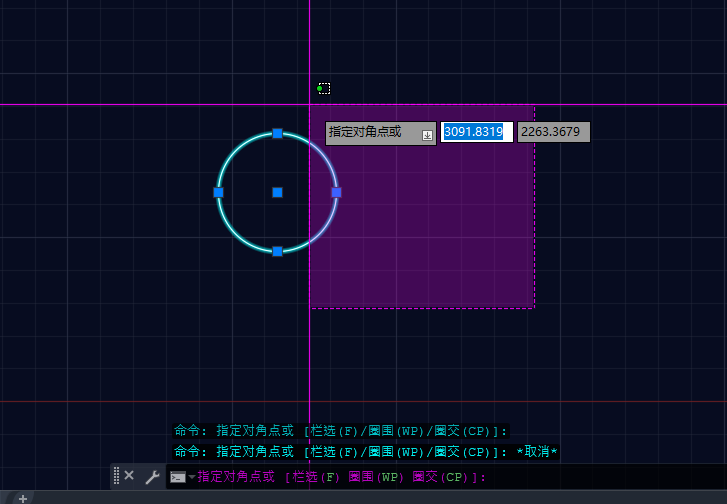 指定对角点或 3091.8319 2263.3679
命令: 指定对角点或 [栏选(F)/圈围(WP)/圈交(CP)]:
命令: 指定对角点或 [栏选(F)/圈围(WP)/圈交(CP)]: *取消*
指定对角点或 [栏选(F) 圈围(WP) 圈交(CP)]: